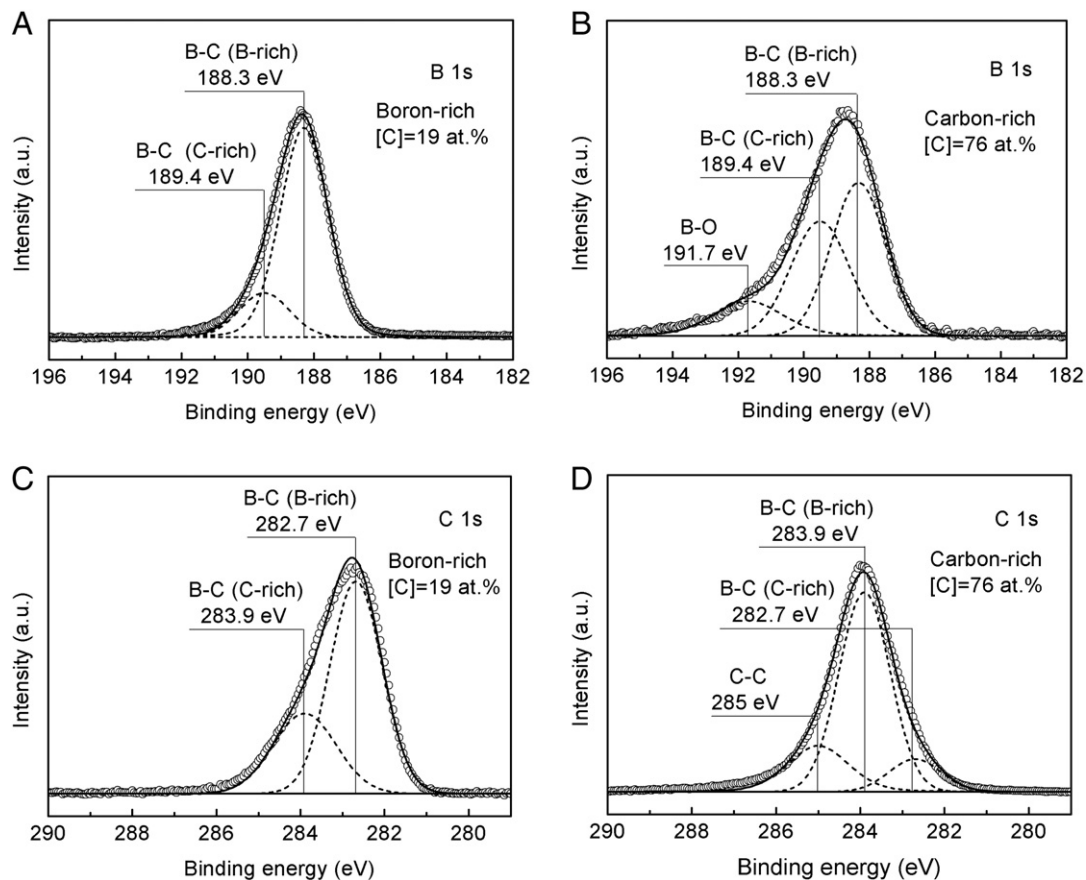 A
B-C (B-rich)
188.3 eV
B 1s
Boron-rich
[C]=19 at.%
B-C (C-rich)
189.4 eV
Intensity (a.u.)
196 194 192 190 188 186 184 182
Binding energy (eV)
B
B-C (B-rich)
188.3 eV
B 1s
Carbon-rich
[C]=76 at.%
B-C (C-rich)
189.4 eV
B-O
191.7 eV
Intensity (a.u.)
196 194 192 190 188 186 184 182
Binding energy (eV)
C
B-C (B-rich)
282.7 eV
C 1s
Boron-rich
[C]=19 at.%
B-C (C-rich)
283.9 eV
Intensity (a.u.)
290 288 286 284 282 280
Binding energy (eV)
D
B-C (B-rich)
283.9 eV
C 1s
Carbon-rich
[C]=76 at.%
B-C (C-rich)
282.7 eV
C-C
285 eV
Intensity (a.u.)
290 288 286 284 282 280
Binding energy (eV)